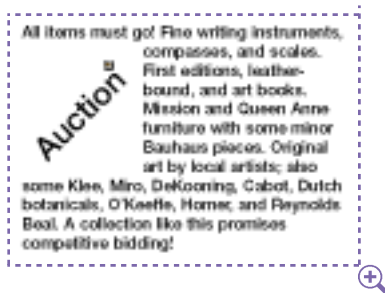 All items must go! Fine writing instruments,
compasses, and scales.
First editions, leather-
bound, and art books.
Mission and Queen Anne
furniture with some minor
Bauhaus pieces. Original
art by local artists; also
some Klee, Miro, DeKooning, Cabot, Dutch
botanicals, O'Keeffe, Homer, and Reynolds
Beal. A collection like this promises
competitive bidding!
Auction